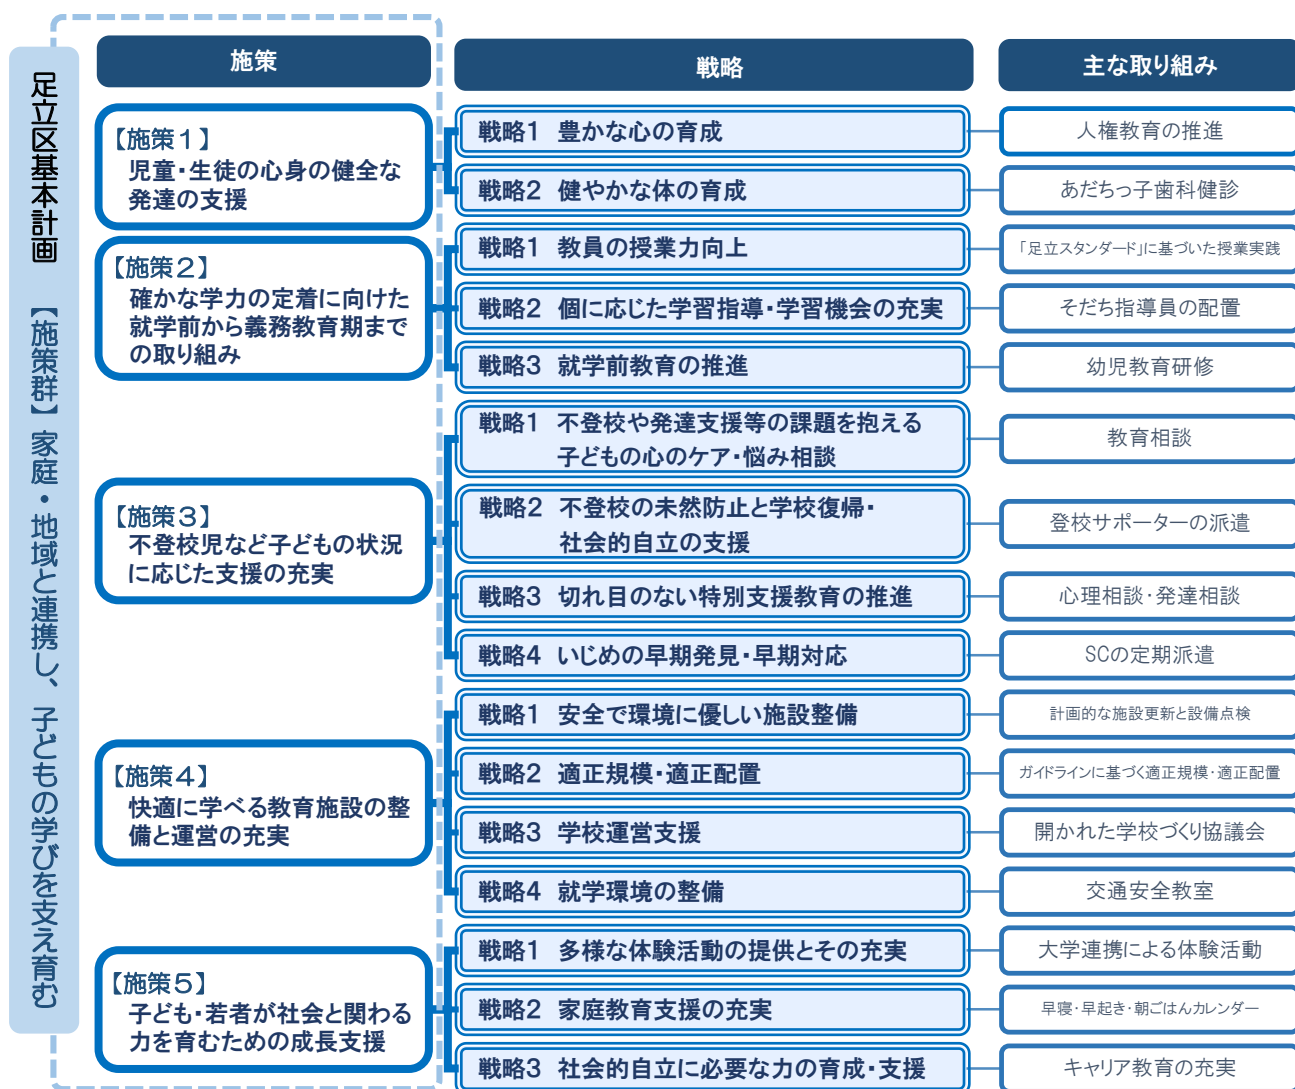 足立区基本計画 【施策群】家庭・地域と連携し、子どもの学びを支え育む
施策
戦略
主な取り組み
【施策１】
児童・生徒の心身の健全な
発達の支援
戦略1 豊かな心の育成
人権教育の推進
戦略2 健やかな体の育成
あだちっ子歯科健診
【施策２】
確かな学力の定着に向けた
就学前から義務教育期まで
の取り組み
戦略1 教員の授業力向上
「足立スタンダード」に基づいた授業実践
戦略2 個に応じた学習指導・学習機会の充実
そだち指導員の配置
戦略3 就学前教育の推進
幼児教育研修
【施策３】
不登校児など子どもの状況
に応じた支援の充実
戦略1 不登校や発達支援等の課題を抱える
子どもの心のケア・悩み相談
教育相談
戦略2 不登校の未然防止と学校復帰・
社会的自立の支援
登校サポーターの派遣
戦略3 切れ目のない特別支援教育の推進
心理相談・発達相談
戦略4 いじめの早期発見・早期対応
SCの定期派遣
【施策４】
快適に学べる教育施設の整
備と運営の充実
戦略1 安全で環境に優しい施設整備
計画的な施設更新と設備点検
戦略2 適正規模・適正配置
ガイドラインに基づく適正規模・適正配置
戦略3 学校運営支援
開かれた学校づくり協議会
戦略4 就学環境の整備
交通安全教室
【施策５】
子ども・若者が社会と関わる
力を育むための成長支援
戦略1 多様な体験活動の提供とその充実
大学連携による体験活動
戦略2 家庭教育支援の充実
早寝・早起き・朝ごはんカレンダー
戦略3 社会的自立に必要な力の育成・支援
キャリア教育の充実